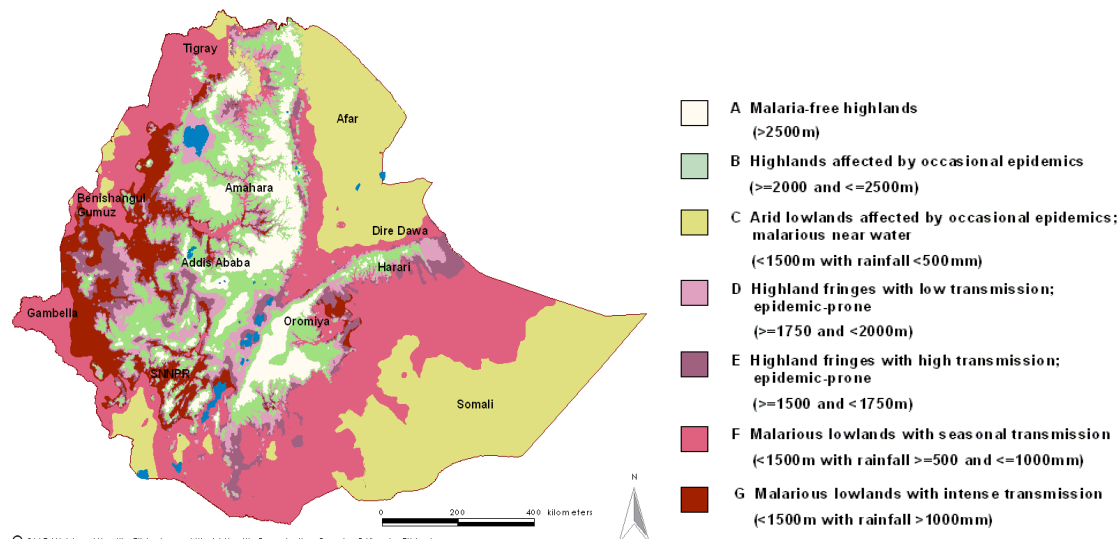 Tigray
Afar
Amahara
Benishangul
Gumuz
Dire Dawa
Addis Ababa
Harari
Gambella
Oromiya
SNNPR
Somali
0 200 400 kilometers
N
A Malaria-free highlands
(>2500m)
B Highlands affected by occasional epidemics
(>=2000 and <=2500m)
C Arid lowlands affected by occasional epidemics;
malarious near water
(<1500m with rainfall <500mm)
D Highland fringes with low transmission;
epidemic-prone
(>=1750 and <2000m)
E Highland fringes with high transmission;
epidemic-prone
(>=1500 and <1750m)
F Malarious lowlands with seasonal transmission
(<1500m with rainfall >=500 and <=1000mm)
G Malarious lowlands with intense transmission
(<1500m with rainfall >1000mm)